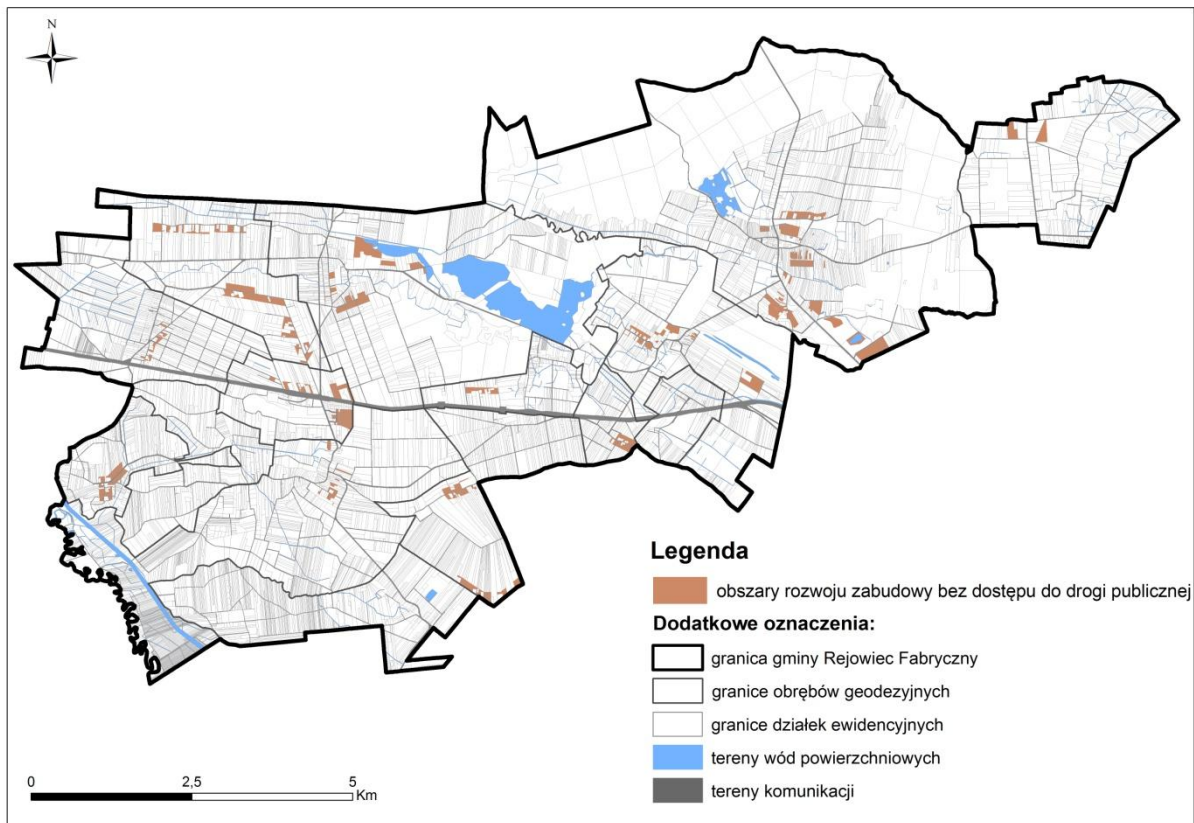 N
Legenda
obszary rozwoju zabudowy bez dostępu do drogi publicznej
Dodatkowe oznaczenia:
granica gminy Rejowiec Fabryczny
granice obrębów geodezyjnych
granice działek ewidencyjnych
tereny wód powierzchniowych
tereny komunikacji
0 2,5 5
Km